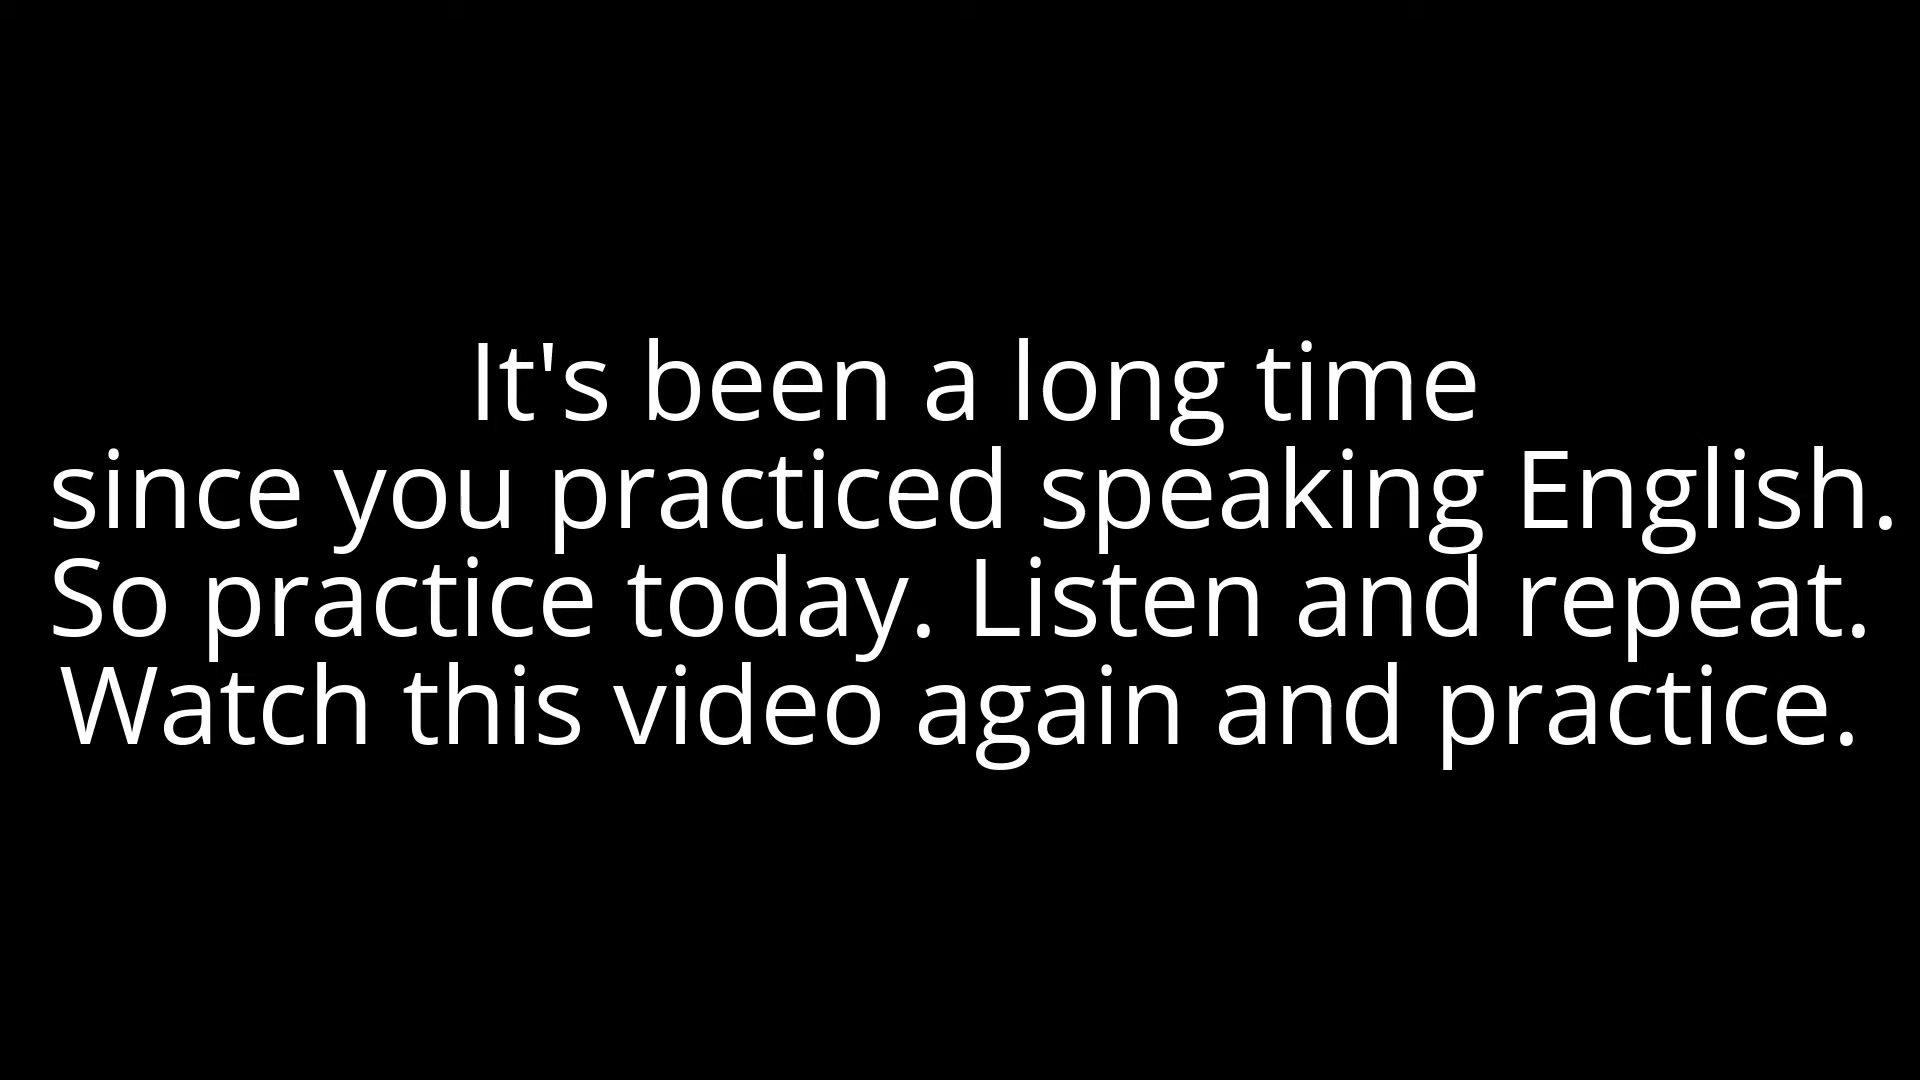 It's been a long time
since you practiced speaking English.
So practice today. Listen and repeat.
Watch this video again and practice.